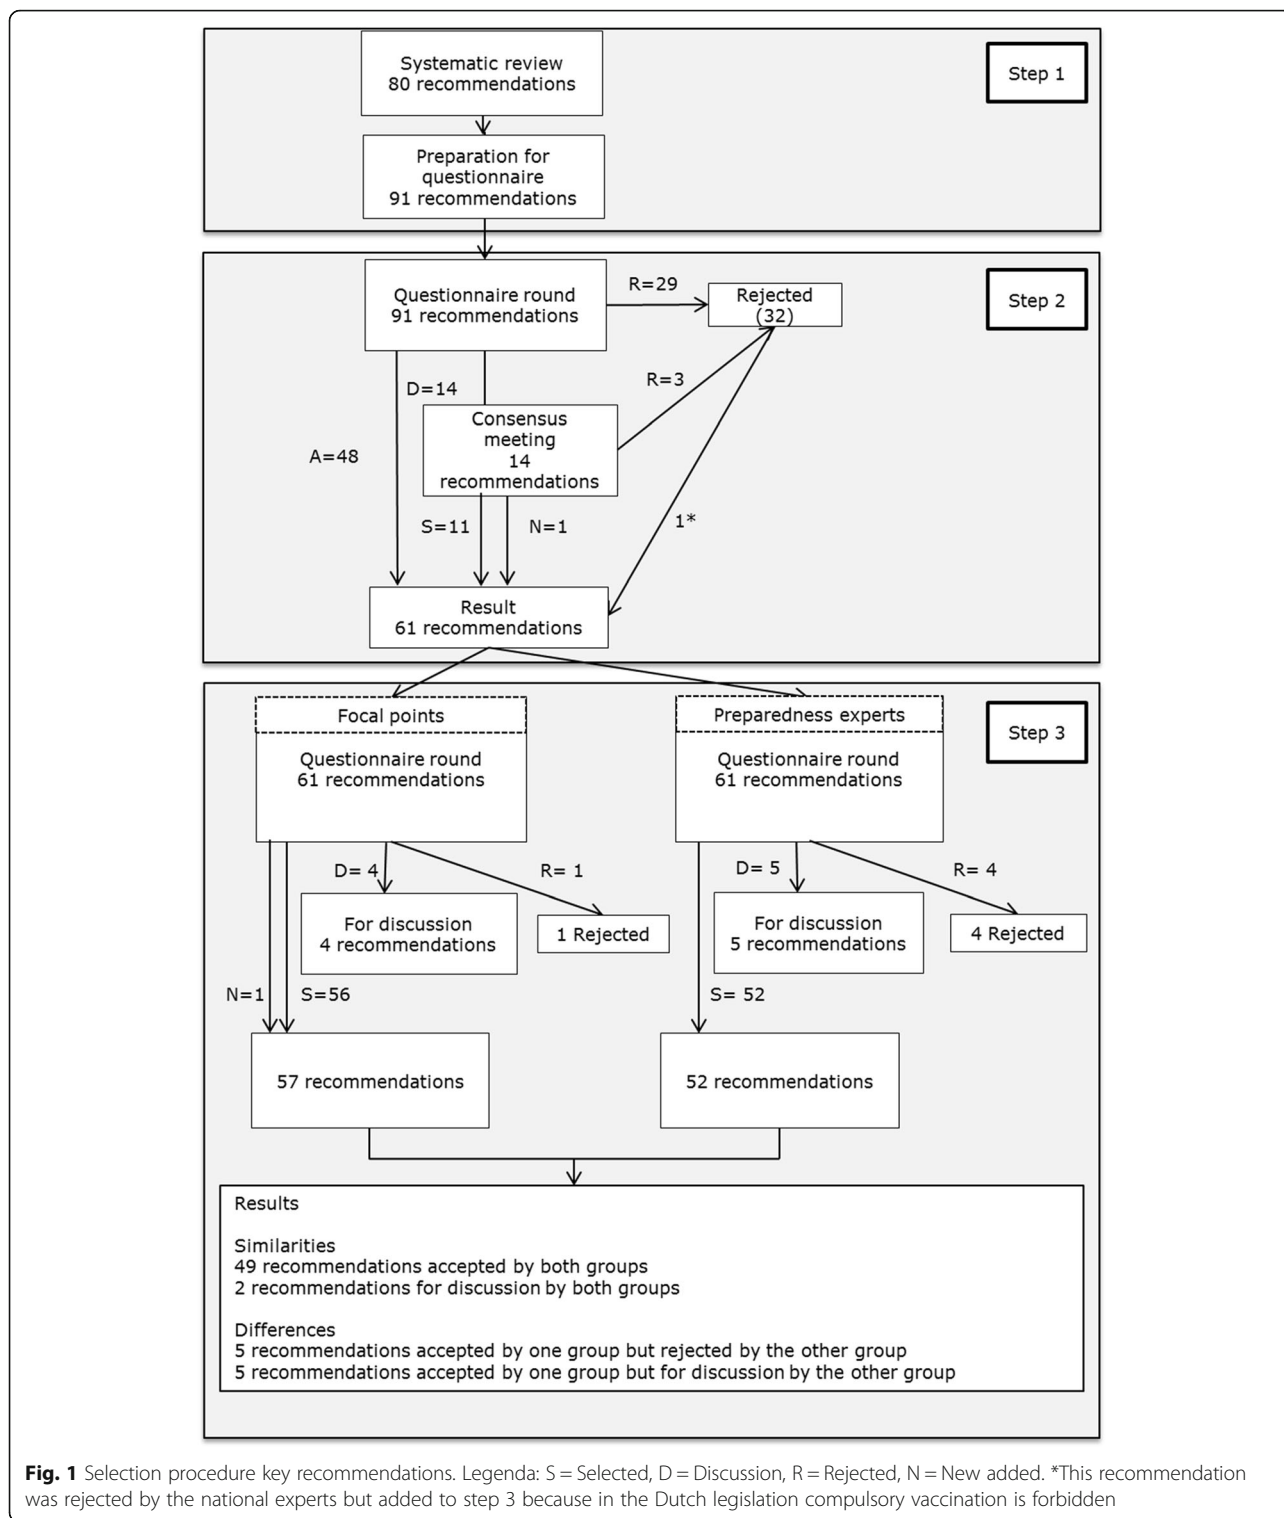 Systematic review
80 recommendations
Step 1
Preparation for
questionnaire
91 recommendations
Questionnaire round
91 recommendations
R=29
Rejected
(32)
Step 2
D=14
R=3
Consensus
meeting
14
recommendations
A=48
S=11
N=1
1*
Result
61 recommendations
Focal points
Questionnaire round
61 recommendations
Preparedness experts
Questionnaire round
61 recommendations
Step 3
D= 4
R= 1
D= 5
R= 4
For discussion
4 recommendations
1 Rejected
For discussion
5 recommendations
4 Rejected
N=1
S=56
S= 52
57 recommendations
52 recommendations
Results
Similarities
49 recommendations accepted by both groups
2 recommendations for discussion by both groups
Differences
5 recommendations accepted by one group but rejected by the other group
5 recommendations accepted by one group but for discussion by the other group
Fig. 1 Selection procedure key recommendations. Legenda: S = Selected, D = Discussion, R = Rejected, N = New added. *This recommendation
was rejected by the national experts but added to step 3 because in the Dutch legislation compulsory vaccination is forbidden